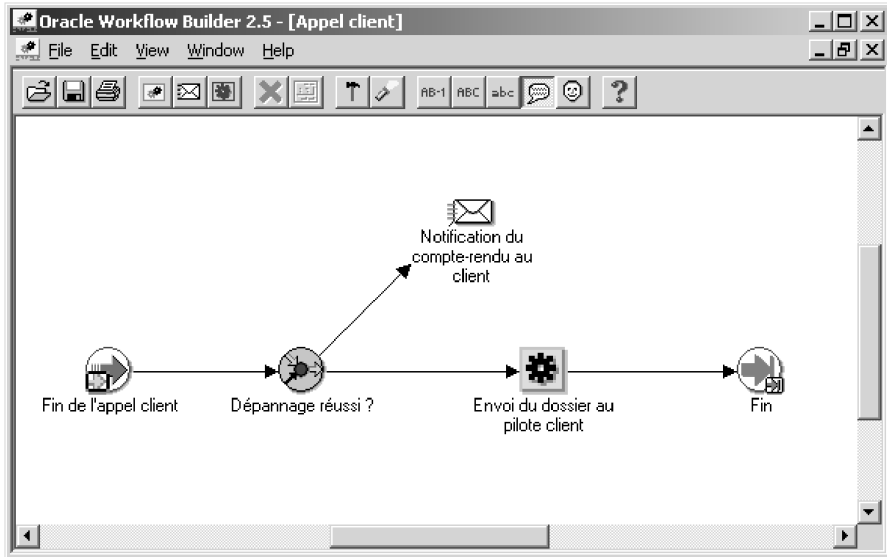 Oracle Workflow Builder 2.5 - [Appel client]
File Edit View Window Help
AB-1 ABC abc ?
Notification du
compte-rendu au
client
Fin de l'appel client
Dépannage réussi ?
Envoi du dossier au
pilote client
Fin